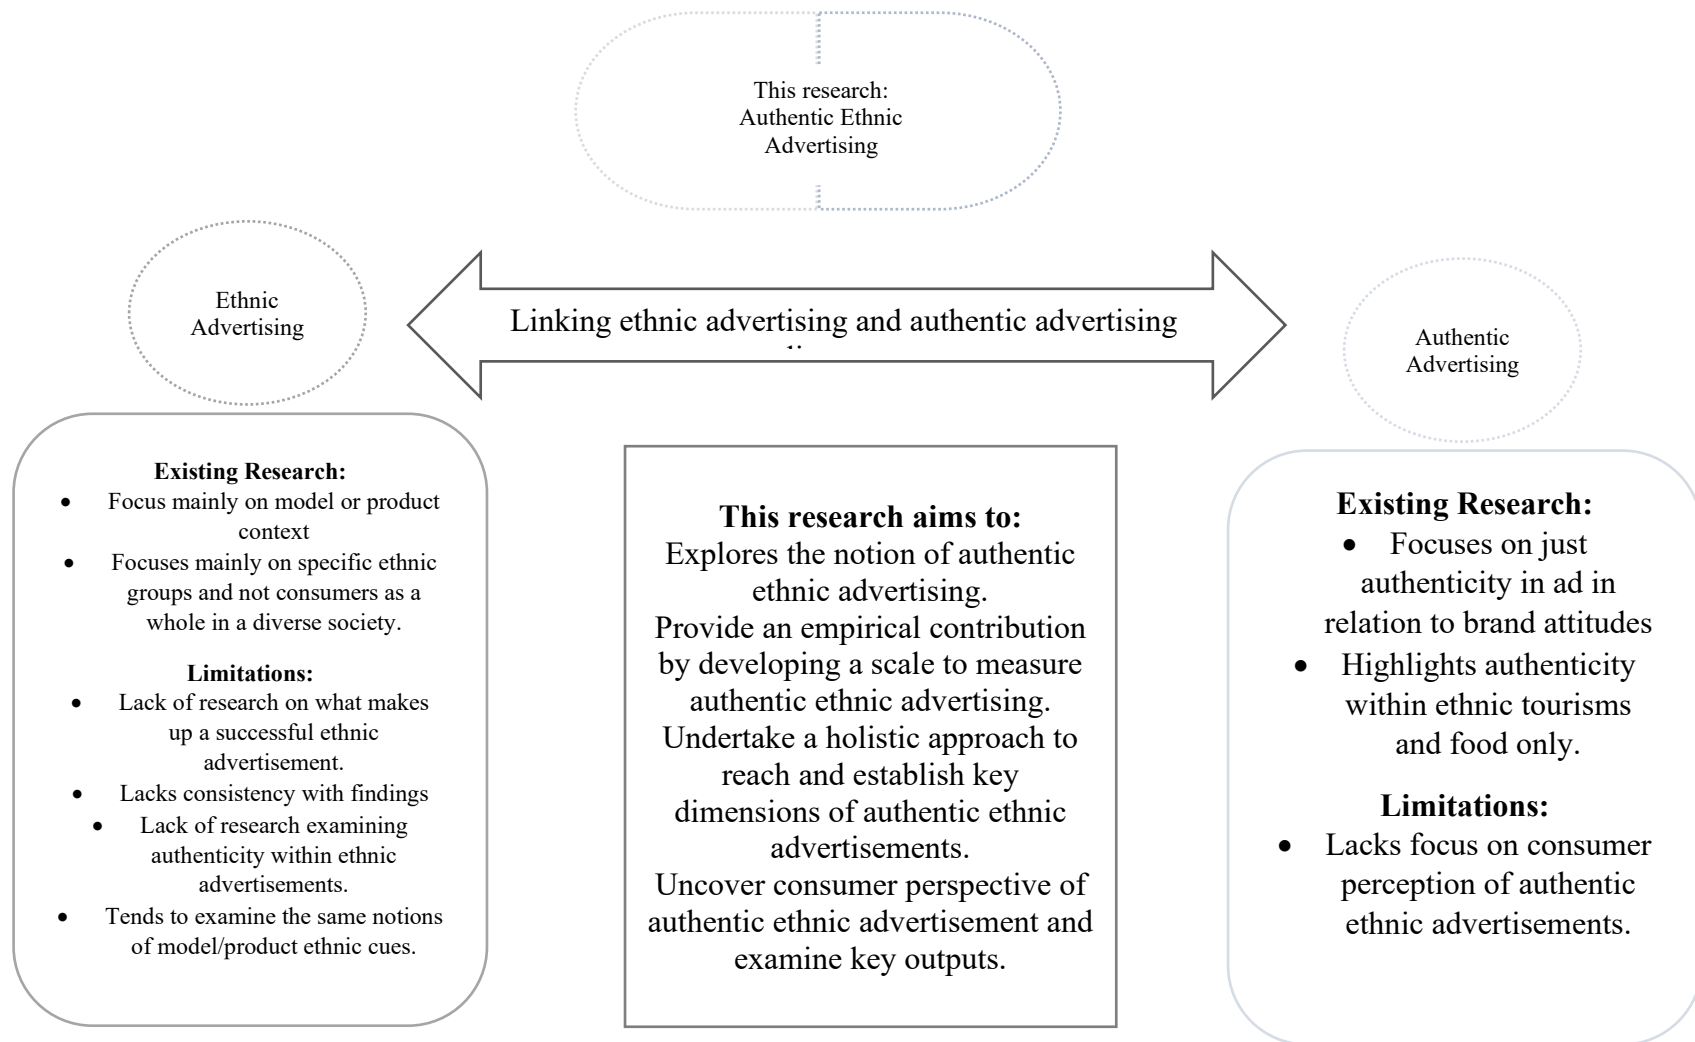 This research:
Authentic Ethnic
Advertising
Ethnic
Advertising
Linking ethnic advertising and authentic advertising
Authentic
Advertising
Existing Research:
• Focus mainly on model or product
context
• Focuses mainly on specific ethnic
groups and not consumers as a
whole in a diverse society.
Limitations:
• Lack of research on what makes
up a successful ethnic
advertisement.
• Lacks consistency with findings
• Lack of research examining
authenticity within ethnic
advertisements.
• Tends to examine the same notions
of model/product ethnic cues.
This research aims to:
Explores the notion of authentic
ethnic advertising.
Provide an empirical contribution
by developing a scale to measure
authentic ethnic advertising.
Undertake a holistic approach to
reach and establish key
dimensions of authentic ethnic
advertisements.
Uncover consumer perspective of
authentic ethnic advertisement and
examine key outputs.
Existing Research:
• Focuses on just
authenticity in ad in
relation to brand attitudes
• Highlights authenticity
within ethnic tourisms
and food only.
Limitations:
• Lacks focus on consumer
perception of authentic
ethnic advertisements.